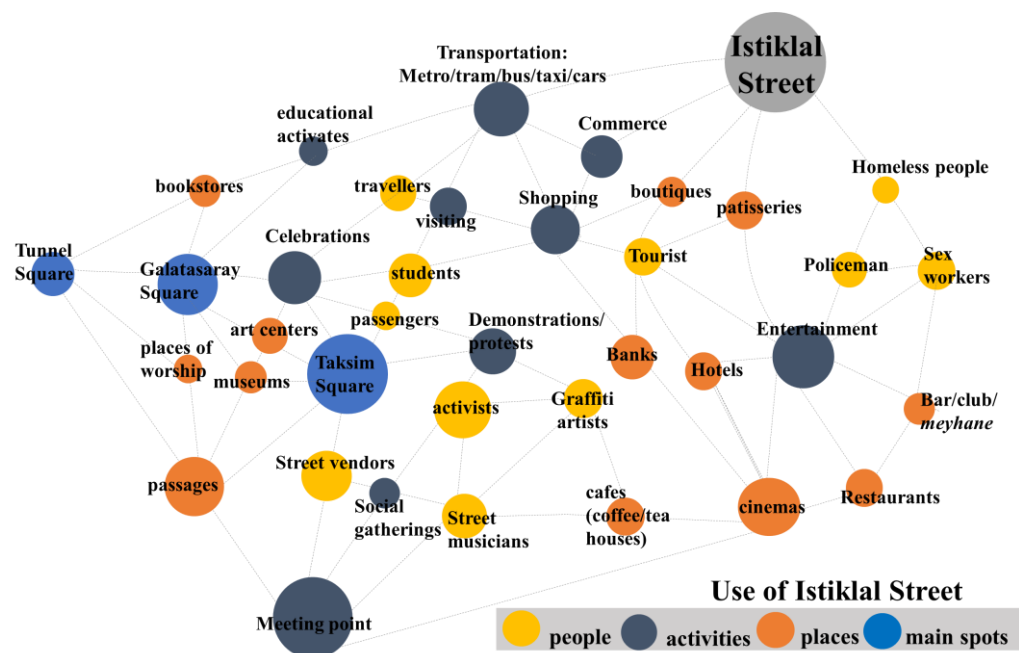 Istiklal
Street
Transportation:
Metro/tram/bus/taxi/cars
educational
activates
Commerce
bookstores
travellers
visiting
Shopping
boutiques
patisseries
Homeless people
Tunnel
Square
Galatasaray
Square
Celebrations
students
Tourist
Policeman
Sex
workers
art centers
passengers
Demonstrations/
protests
Entertainment
places of
worship
museums
Taksim
Square
Banks
Hotels
activists
Graffiti
artists
Bar/club/
meyhane
passages
Street vendors
Social
gatherings
Street
musicians
cafes
(coffee/tea
houses)
cinemas
Restaurants
Meeting point
Use of Istiklal Street
people
activities
places
main spots